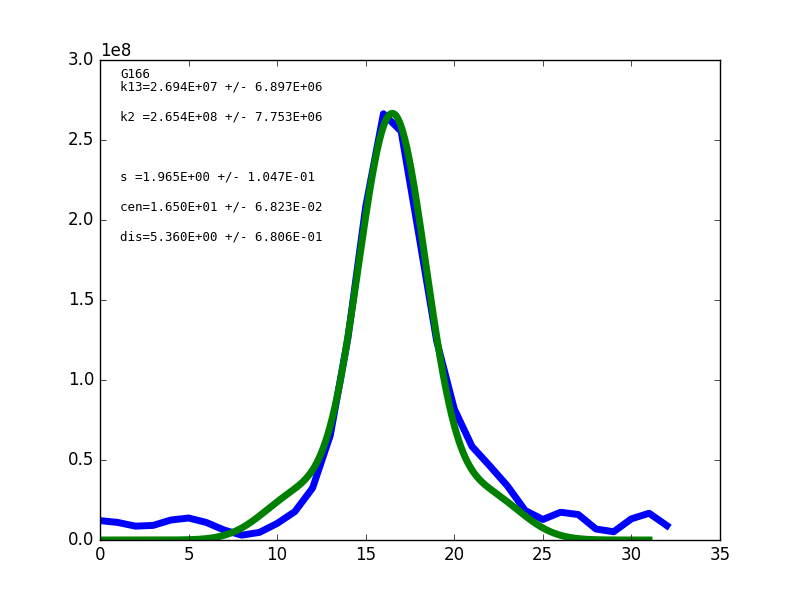 1e8
G166
k13=2.694E+07 +/- 6.897E+06
k2 =2.654E+08 +/- 7.753E+06
s =1.965E+00 +/- 1.047E-01
cen=1.650E+01 +/- 6.823E-02
dis=5.360E+00 +/- 6.806E-01
3.0
2.5
2.0
1.5
1.0
0.5
0.0
0 5 10 15 20 25 30 35